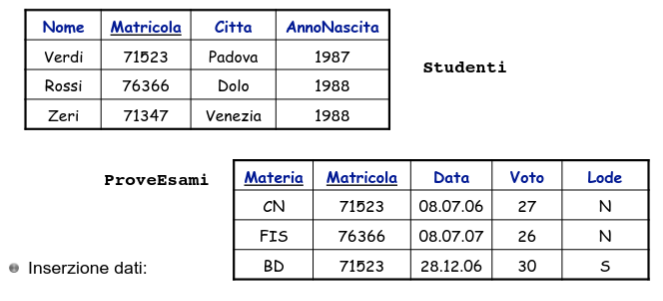 Nome Matricola Citta AnnoNascita
Verdi 71523 Padova 1987
Rossi 76366 Dolo 1988
Zeri 71347 Venezia 1988
Studenti
ProveEsami
Materia Matricola Data Voto Lode
CN 71523 08.07.06 27 N
FIS 76366 08.07.07 26 N
BD 71523 28.12.06 30 S
Inserzione dati: